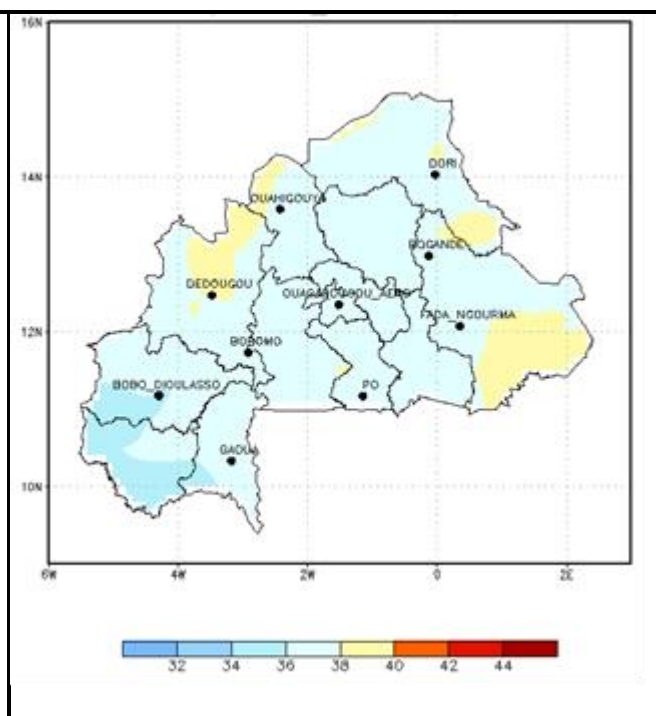 16N
14N
DORI
OUAHIGOUYA
BOGANDE
DEDOUGOU
OUAGADOUGOU_AERO
12N
FADA_NGOURMA
BOROMO
BOBO_DIOULASSO
PO
GAOUA
10N
6W 4W 2W 0 2E
32 34 36 38 40 42 44